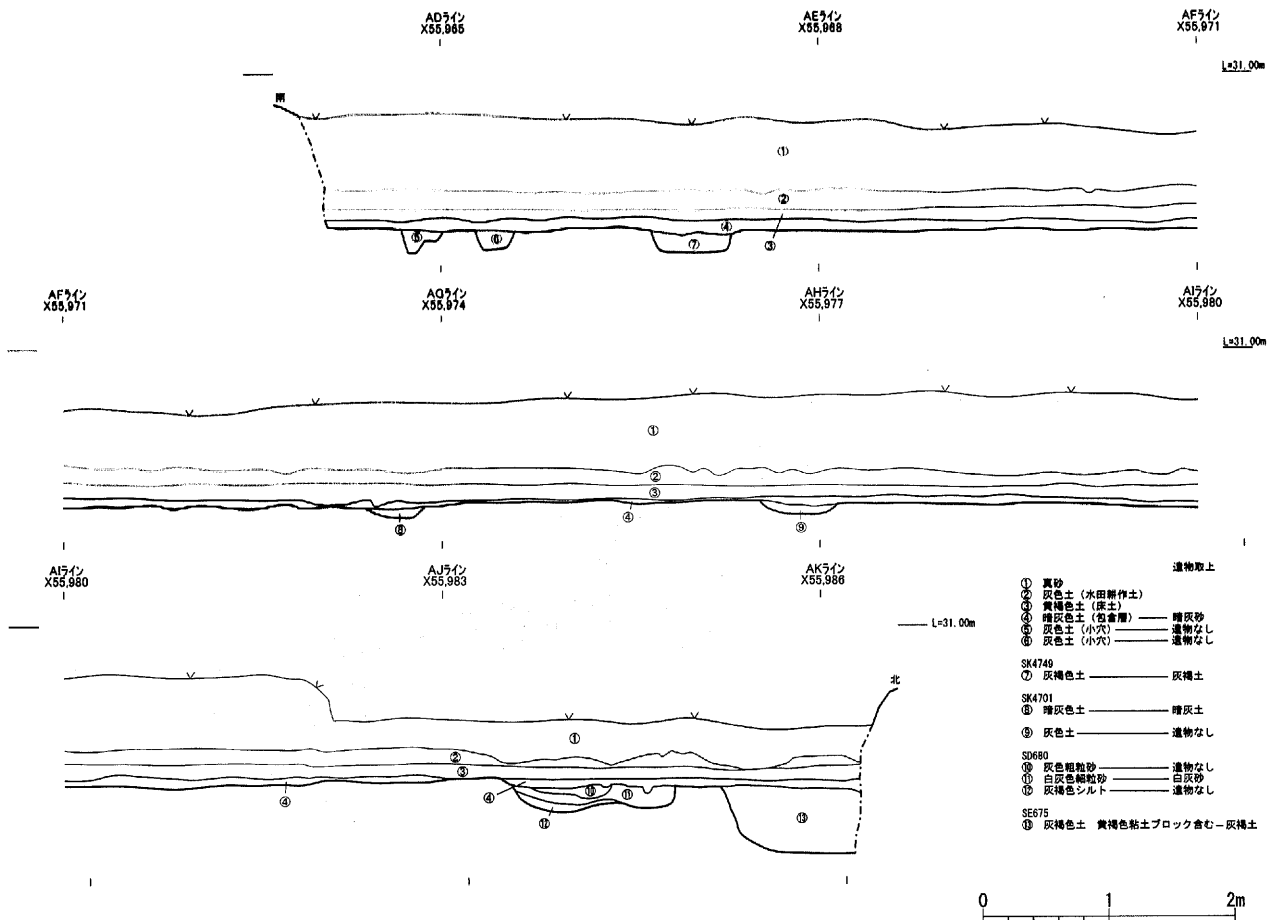 ADライン
X55,965
AEライン
X55,968
AFライン
X55,971
L=31.00m
南
①
②
④
③
⑤
⑥
⑦
AFライン
X55,971
AGライン
X55,974
AHライン
X55,977
AIライン
X55,980
L=31.00m
①
②
③
④
⑧
⑨
AIライン
X55,980
AJライン
X55,983
AKライン
X55,986
L=31.00m
北
①
②
③
④
④
⑩
⑪
⑫
⑬
遺物取上
① 真砂
② 灰色土（水田耕作土）
③ 黄褐色土（床土）
④ 暗灰色土（包含層） 暗灰砂
⑤ 灰色土（小穴） 遺物なし
⑥ 灰色土（小穴） 遺物なし
SK4749
⑦ 灰褐色土 灰褐土
SK4701
⑧ 暗灰色土 暗灰土
⑨ 灰色土 遺物なし
SD680
⑩ 灰色粗粒砂 遺物なし
⑪ 白灰色細粒砂 白灰砂
⑫ 灰褐色シルト 遺物なし
SE675
⑬ 灰褐色土 黄褐色粘土ブロック含む－灰褐土
0 1 2m